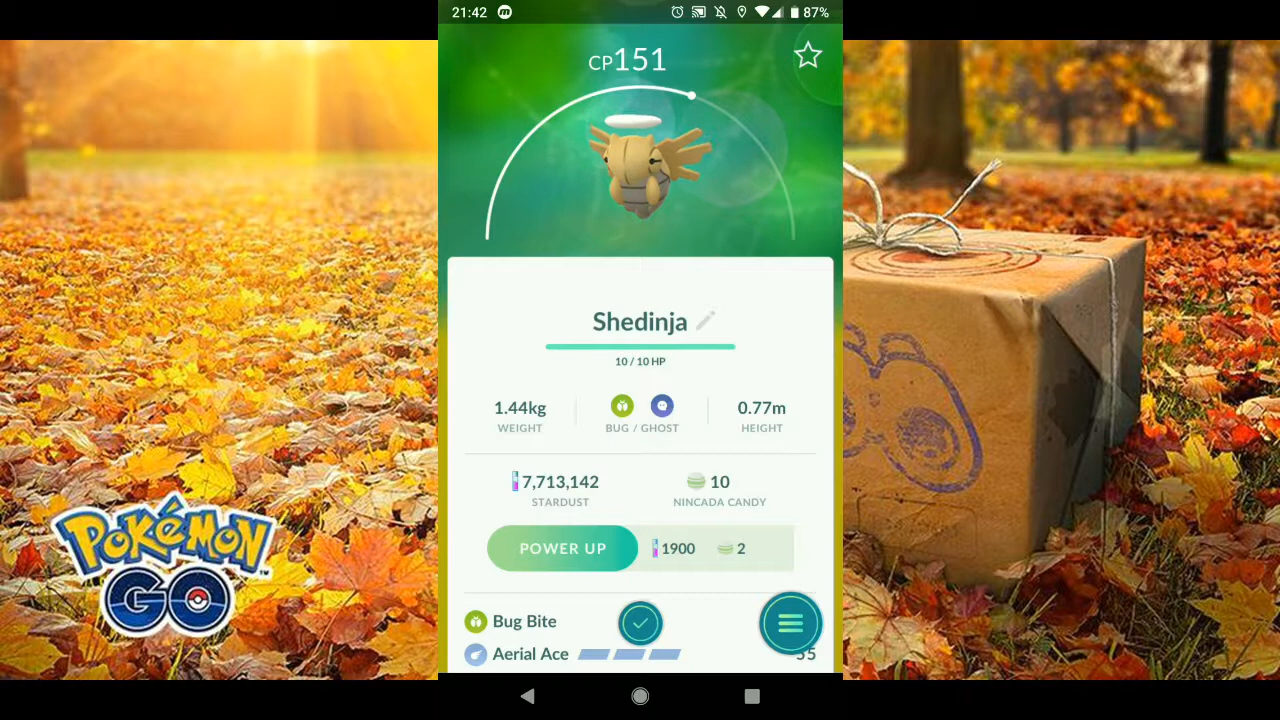 21:42
87%
CP151
Shedinja
10 / 10 HP
1.44kg
WEIGHT
BUG / GHOST
0.77m
HEIGHT
7,713,142
STARDUST
10
NINCADA CANDY
POWER UP
1900
2
Bug Bite
Aerial Ace
55
POKÉMON
GO